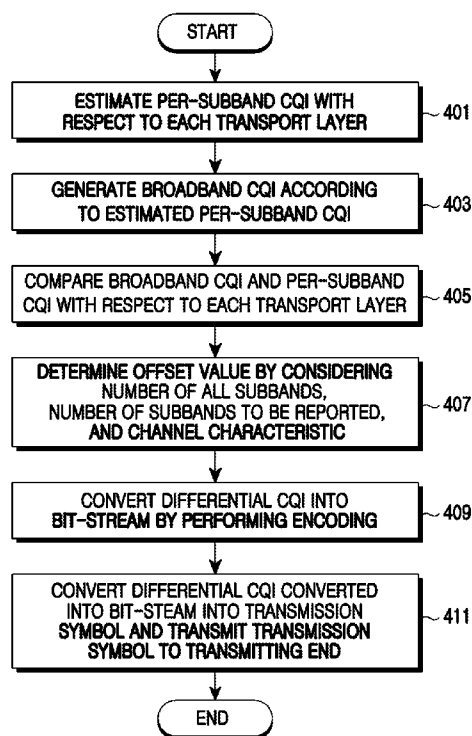 START
ESTIMATE PER-SUBBAND CQI WITH
RESPECT TO EACH TRANSPORT LAYER
401
GENERATE BROADBAND CQI ACCORDING
TO ESTIMATED PER-SUBBAND CQI
403
COMPARE BROADBAND CQI AND PER-SUBBAND
CQI WITH RESPECT TO EACH TRANSPORT LAYER
405
DETERMINE OFFSET VALUE BY CONSIDERING
NUMBER OF ALL SUBBANDS,
NUMBER OF SUBBANDS TO BE REPORTED,
AND CHANNEL CHARACTERISTIC
407
CONVERT DIFFERENTIAL CQI INTO
BIT-STREAM BY PERFORMING ENCODING
409
CONVERT DIFFERENTIAL CQI CONVERTED
INTO BIT-STEAM INTO TRANSMISSION
SYMBOL AND TRANSMIT TRANSMISSION
SYMBOL TO TRANSMITTING END
411
END